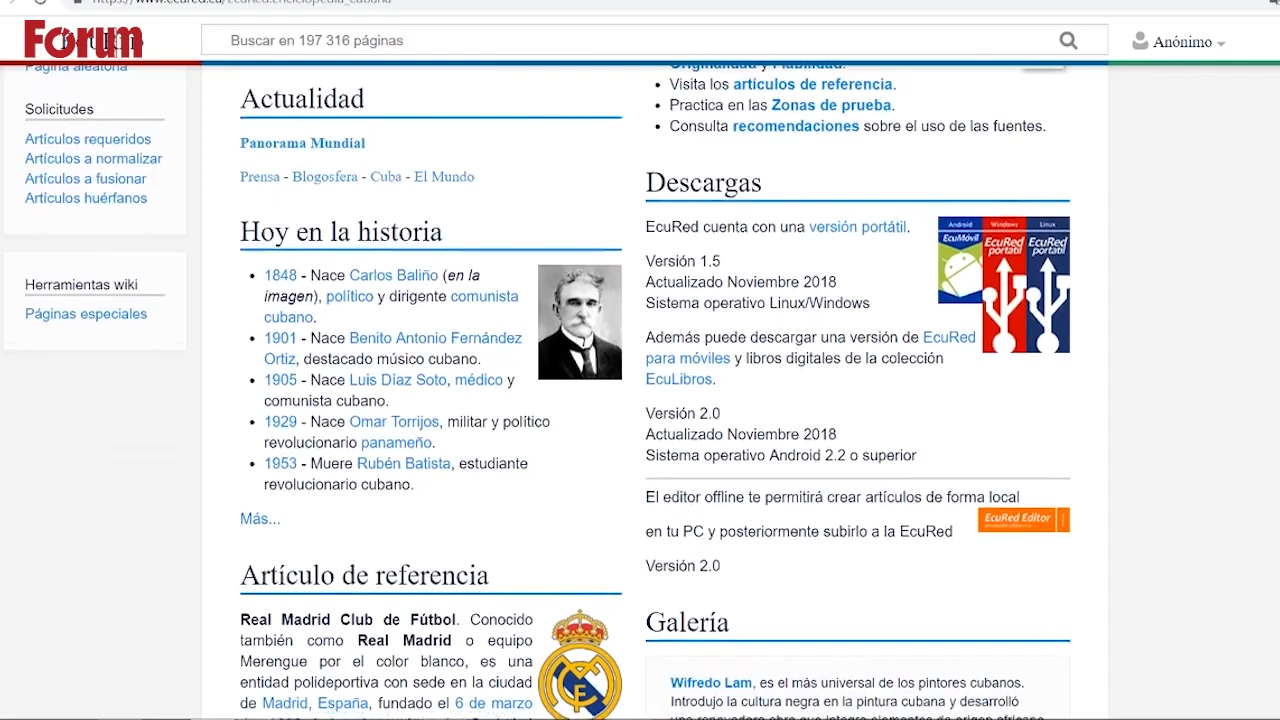 https://www.ecured.cu/EcuRed:Enciclopedia_cubana
Forum
Buscar en 197 316 páginas
Anónimo
Página aleatoria
Solicitudes
Artículos requeridos
Artículos a normalizar
Artículos a fusionar
Artículos huérfanos
Herramientas wiki
Páginas especiales
Actualidad
Panorama Mundial
Prensa - Blogosfera - Cuba - El Mundo
Hoy en la historia
1848 - Nace Carlos Baliño (en la
imagen), político y dirigente comunista
cubano.
1901 - Nace Benito Antonio Fernández
Ortiz, destacado músico cubano.
1905 - Nace Luis Díaz Soto, médico y
comunista cubano.
1929 - Nace Omar Torrijos, militar y político
revolucionario panameño.
1953 - Muere Rubén Batista, estudiante
revolucionario cubano.
Más...
Artículo de referencia
Real Madrid Club de Fútbol. Conocido
también como Real Madrid o equipo
Merengue por el color blanco, es una
entidad polideportiva con sede en la ciudad
de Madrid, España, fundado el 6 de marzo
Originalidad y Fiabilidad.
Visita los artículos de referencia.
Practica en las Zonas de prueba.
Consulta recomendaciones sobre el uso de las fuentes.
Descargas
EcuRed cuenta con una versión portátil.
Versión 1.5
Actualizado Noviembre 2018
Sistema operativo Linux/Windows
Android Windows Linux
EcuMóvil EcuRed portátil EcuRed portátil
Además puede descargar una versión de EcuRed
para móviles y libros digitales de la colección
EcuLibros.
Versión 2.0
Actualizado Noviembre 2018
Sistema operativo Android 2.2 o superior
El editor offline te permitirá crear artículos de forma local
en tu PC y posteriormente subirlo a la EcuRed
EcuRed Editor
Versión 2.0
Galería
Wifredo Lam, es el más universal de los pintores cubanos.
Introdujo la cultura negra en la pintura cubana y desarrolló
una renovadora obra que integra elementos de origen africano